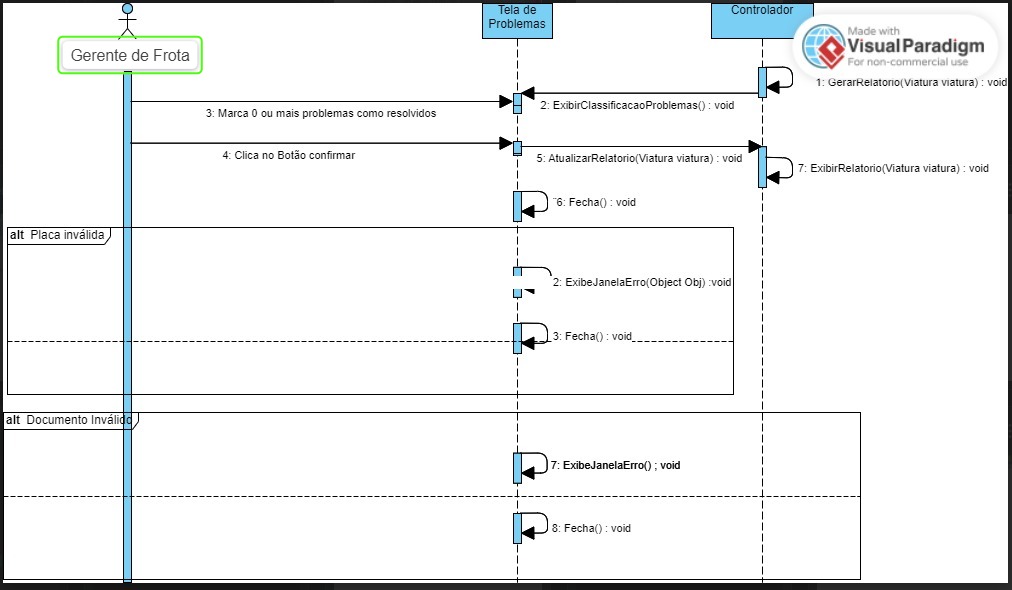 Tela de
Problemas
Controlador
Made with
Visual Paradigm
For non-commercial use
Gerente de Frota
1: GerarRelatorio(Viatura viatura) : void
2: ExibirClassificacaoProblemas() : void
3: Marca 0 ou mais problemas como resolvidos
4: Clica no Botão confirmar
5: AtualizarRelatorio(Viatura viatura) : void
7: ExibirRelatorio(Viatura viatura) : void
6: Fecha() : void
alt Placa inválida
2: ExibeJanelaErro(Object Obj) :void
3: Fecha() : void
alt Documento Inválido
7: ExibeJanelaErro() ; void
8: Fecha() : void